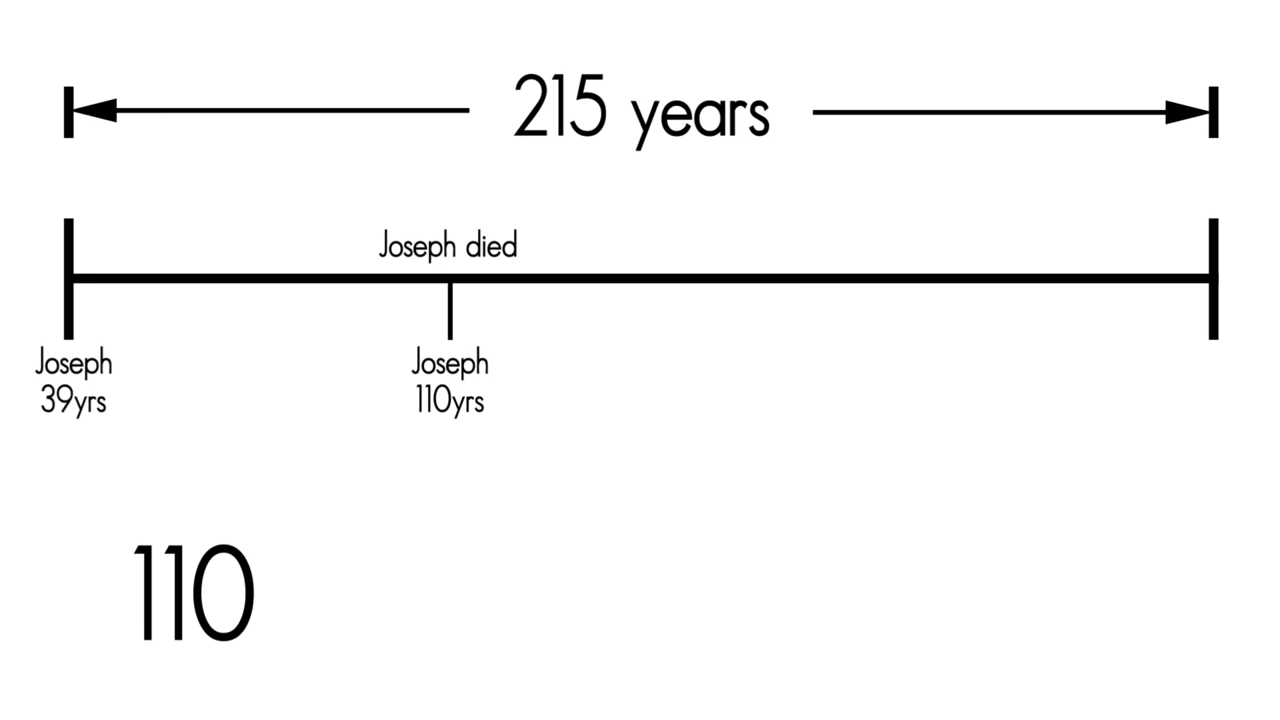 215 years
Joseph died
Joseph
39yrs
Joseph
110yrs
110